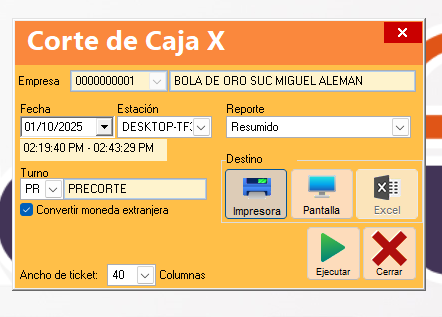 Corte de Caja X
Empresa 0000000001 BOLA DE ORO SUC MIGUEL ALEMAN
Fecha Estación Reporte
01/10/2025 DESKTOP-TF: Resumido
02:19:40 PM - 02:43:29 PM
Destino
Turno
PR PRECORTE
Convertir moneda extranjera
Impresora Pantalla Excel
Ejecutar Cerrar
Ancho de ticket: 40 Columnas